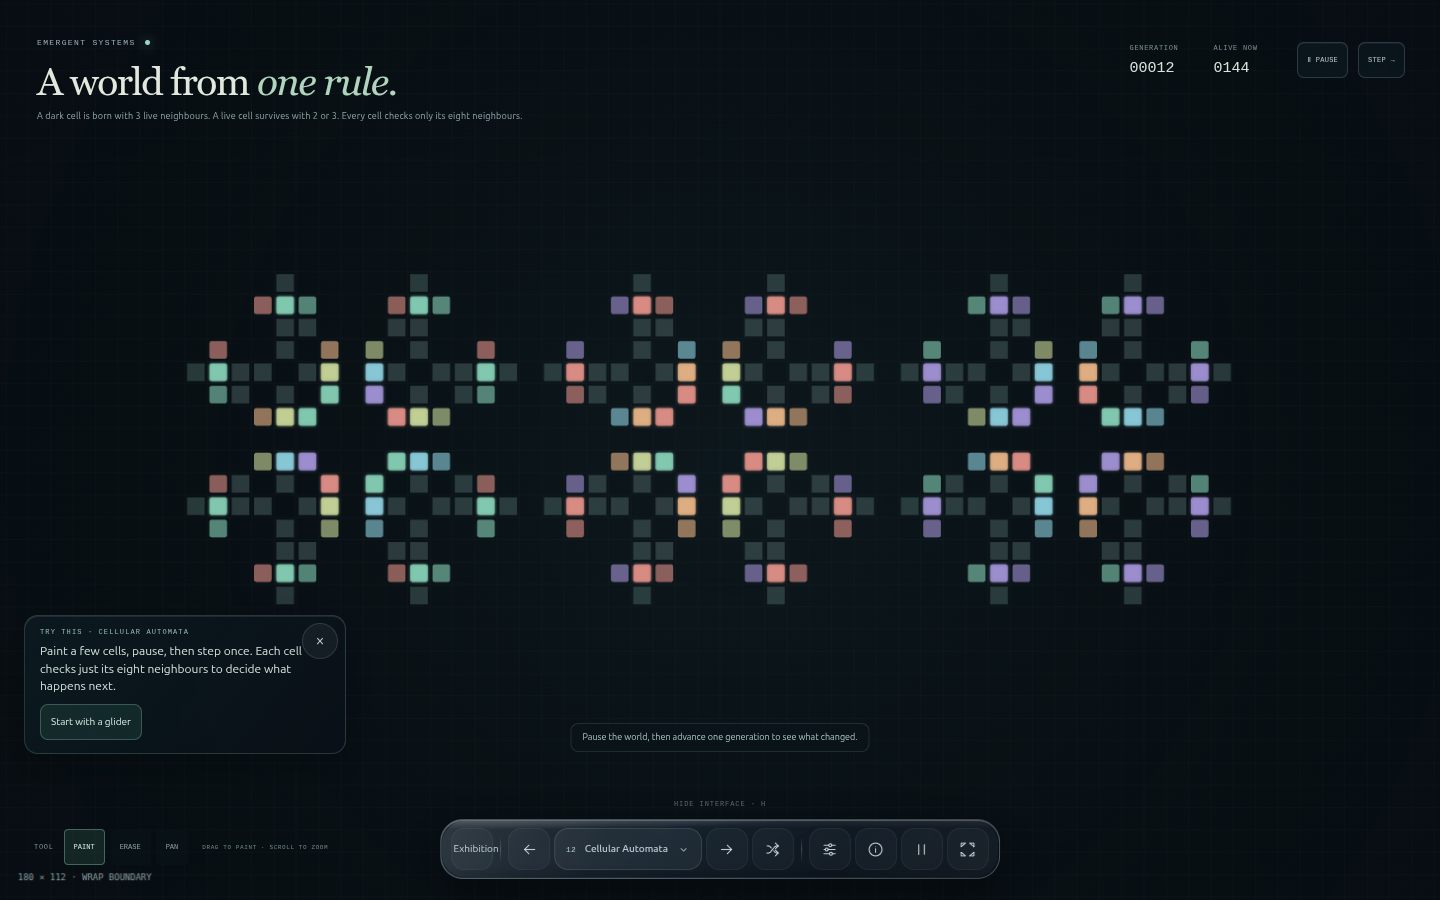 EMERGENT SYSTEMS
A world from one rule.
A dark cell is born with 3 live neighbours. A live cell survives with 2 or 3. Every cell checks only its eight neighbours.
GENERATION
00012
ALIVE NOW
0144
Ⅱ PAUSE
STEP →
TRY THIS · CELLULAR AUTOMATA
×
Paint a few cells, pause, then step once. Each cell
checks just its eight neighbours to decide what
happens next.
Start with a glider
Pause the world, then advance one generation to see what changed.
HIDE INTERFACE · H
TOOL
PAINT
ERASE
PAN
DRAG TO PAINT · SCROLL TO ZOOM
Exhibition
12 Cellular Automata
180 × 112 · WRAP BOUNDARY